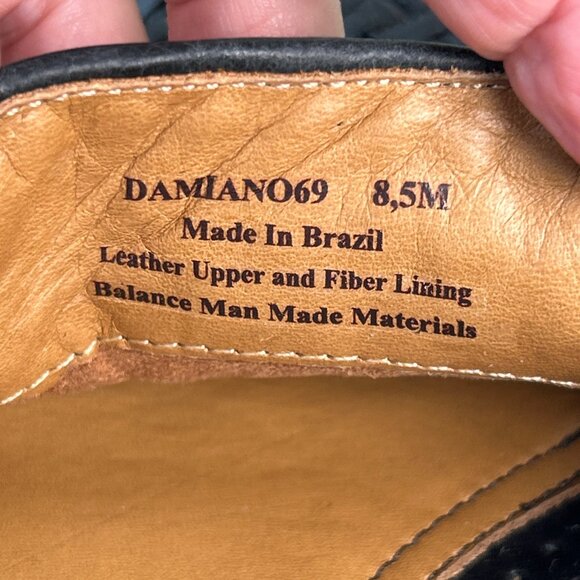 DAMIANO69 8,5M
Made In Brazil
Leather Upper and Fiber Lining
Balance Man Made Materials